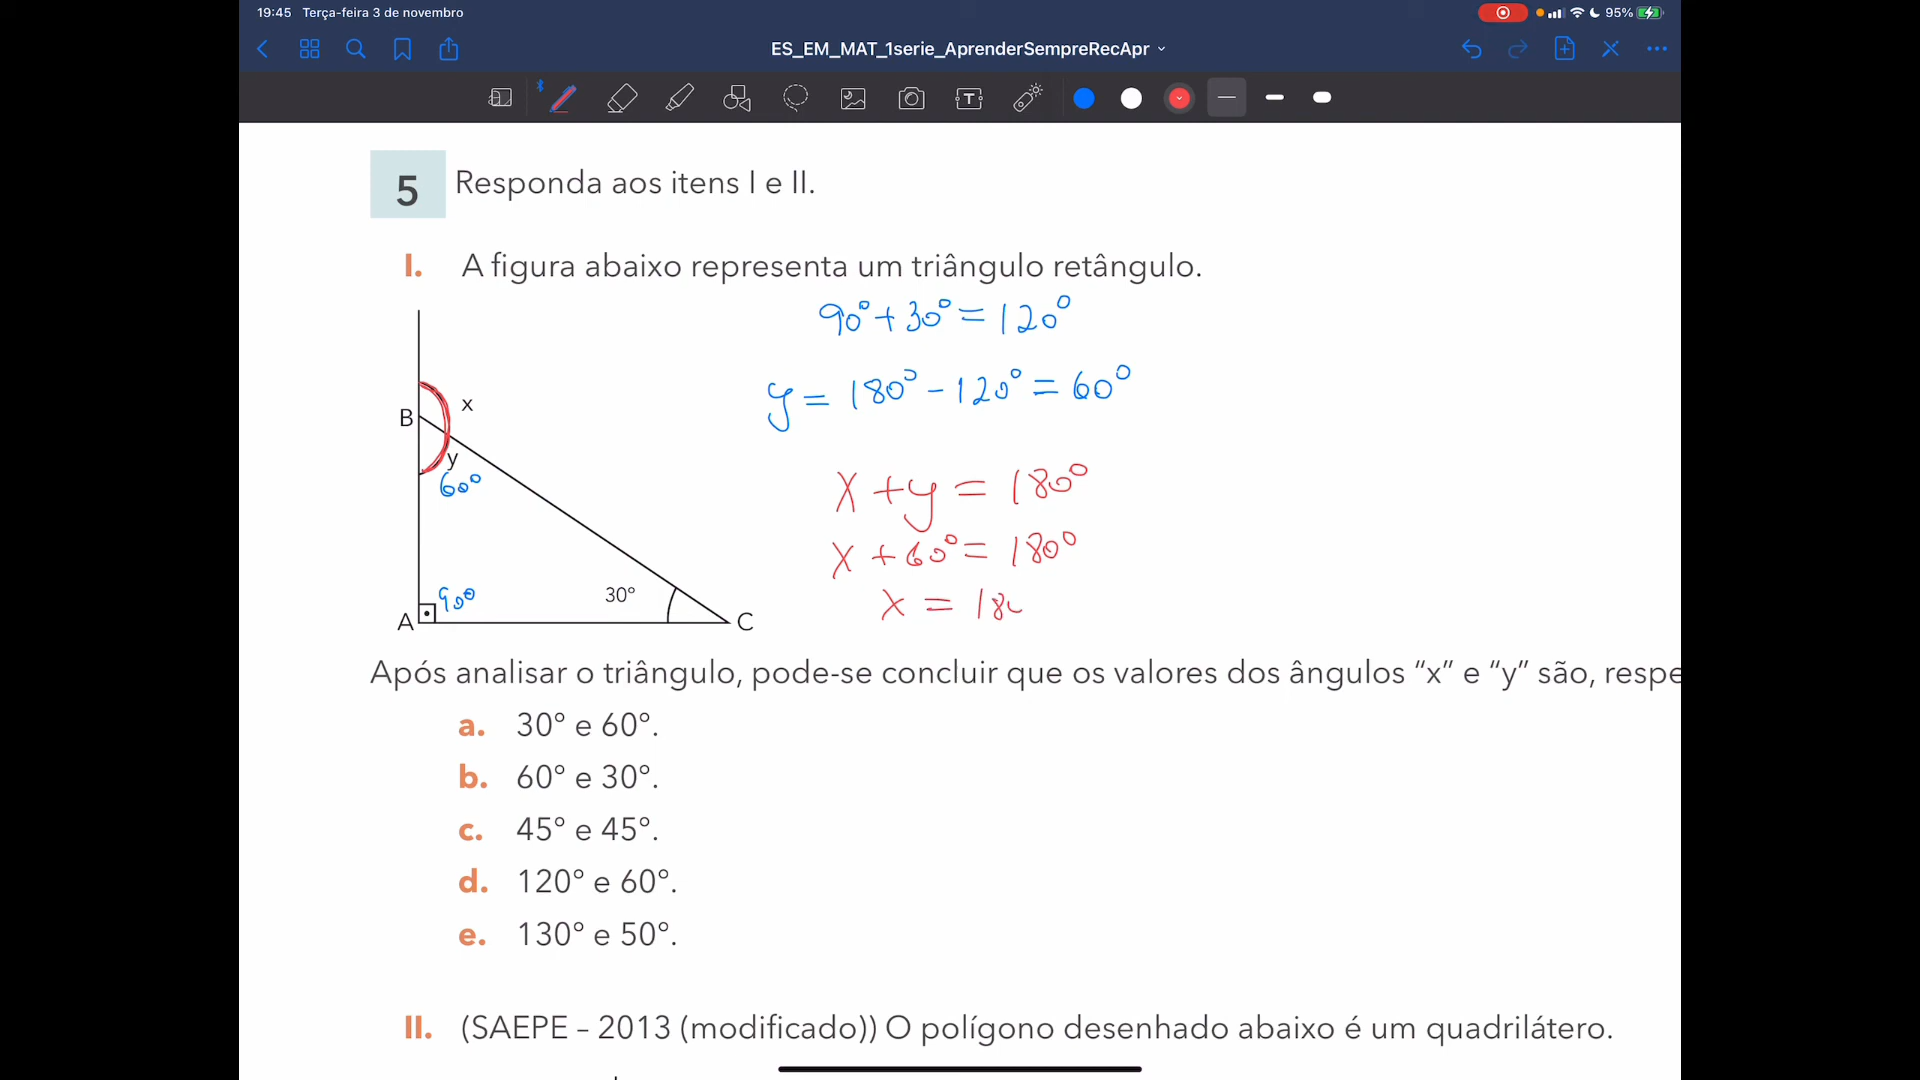 19:45 Terça-feira 3 de novembro
95%
ES_EM_MAT_1serie_AprenderSempreRecApr
T
5 Responda aos itens I e II.
I. A figura abaixo representa um triângulo retângulo.
90° + 30° = 120°
y = 180° - 120° = 60°
x
B
y
60°
x + y = 180°
x + 60° = 180°
x = 180
90°
30°
A
C
Após analisar o triângulo, pode-se concluir que os valores dos ângulos “x” e “y” são, respe
a. 30° e 60°.
b. 60° e 30°.
c. 45° e 45°.
d. 120° e 60°.
e. 130° e 50°.
II. (SAEPE – 2013 (modificado)) O polígono desenhado abaixo é um quadrilátero.